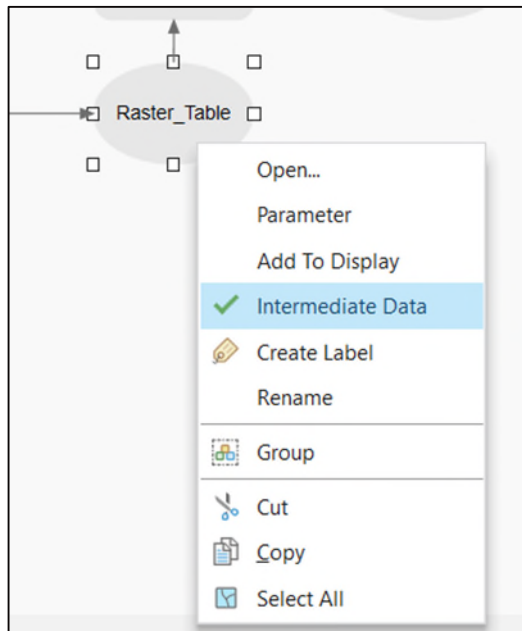 Raster_Table
Open...
Parameter
Add To Display
Intermediate Data
Create Label
Rename
Group
Cut
Copy
Select All